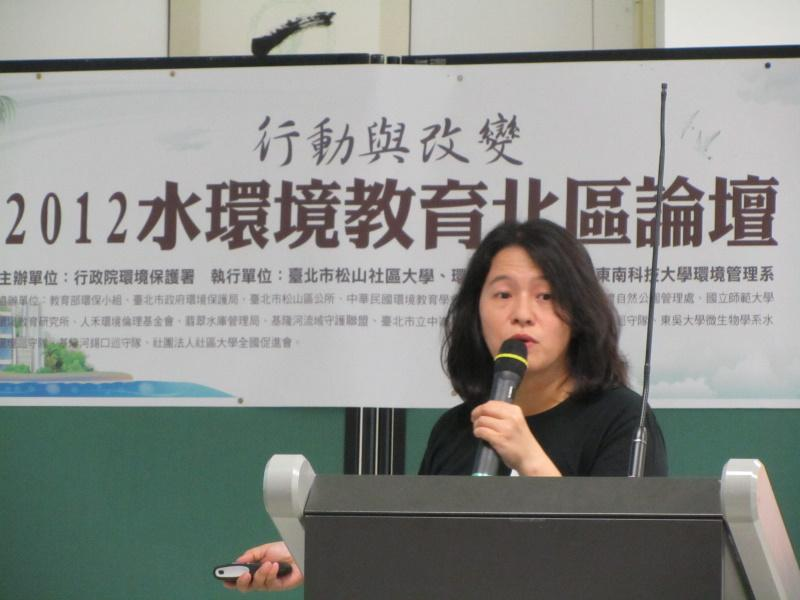 行動與改變
2012水環境教育北區論壇
主辦單位：行政院環境保護署 執行單位：臺北市松山社區大學、環 東南科技大學環境管理系
辦單位：教育部環保小組、臺北市政府環境保護局、臺北市松山區公所、中華民國環境教育學 自然公園管理處、國立師範大學
教育研究所、人禾環境倫理基金會、翡翠水庫管理局、基隆河流域守護聯盟、臺北市立中 巡守隊、東吳大學微生物學系水
巡守隊、基隆河錫口巡守隊、社團法人社區大學全國促進會。